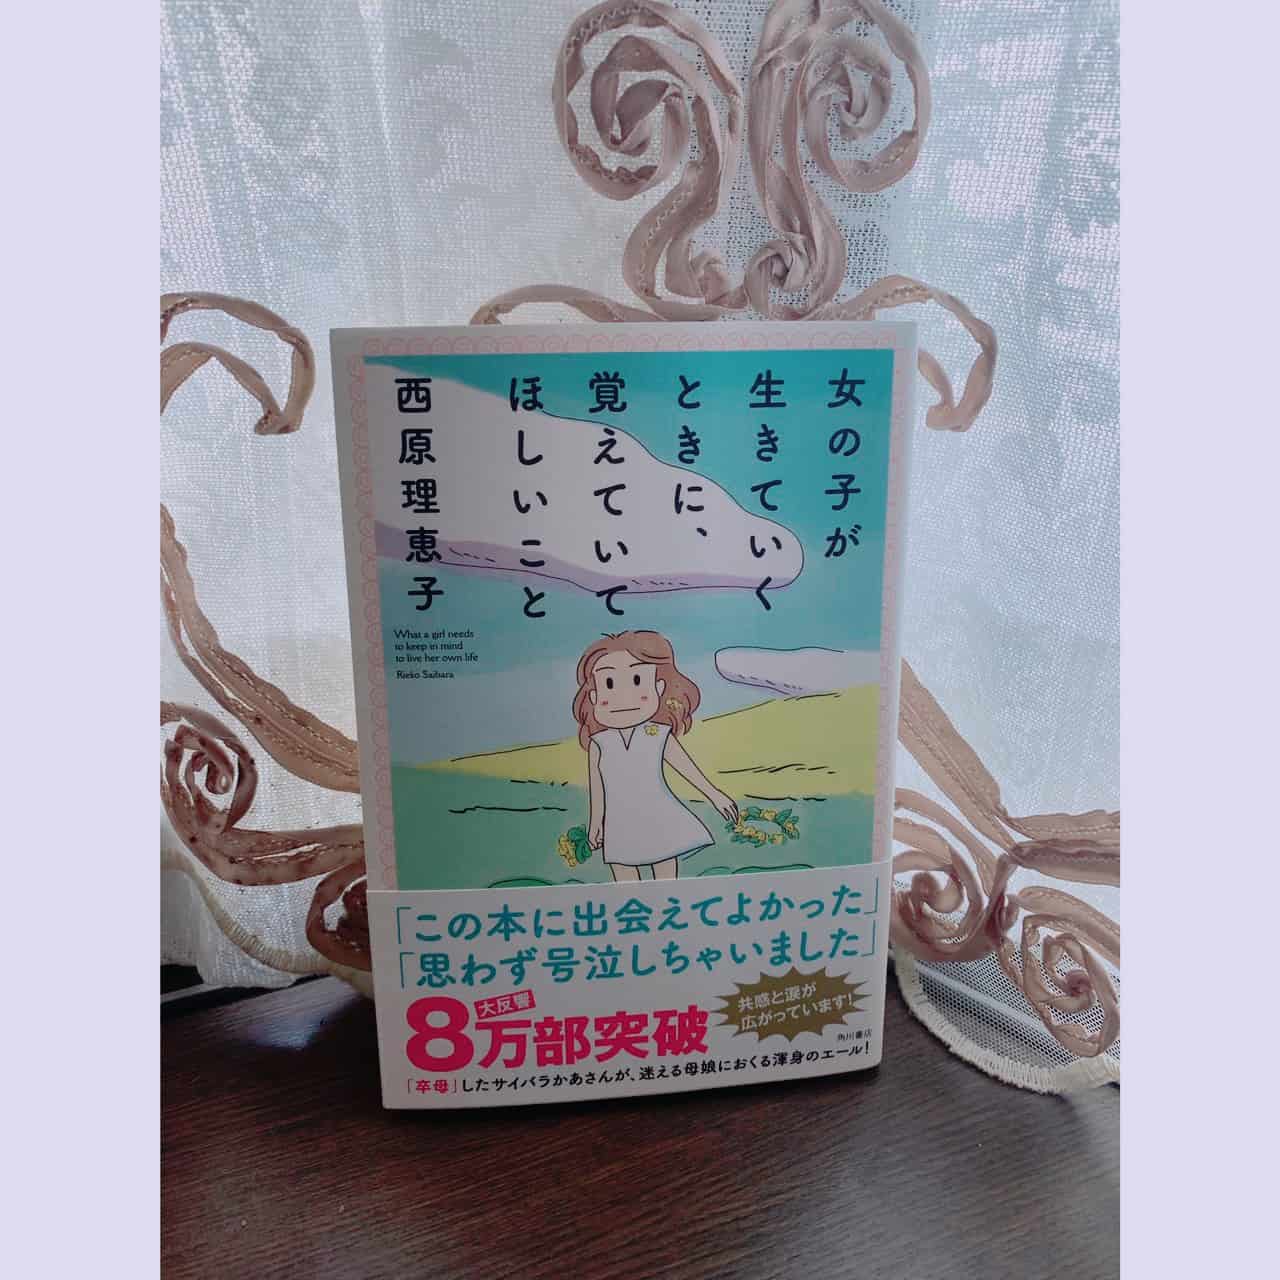 女の子が
生きていく
ときに、
覚えていて
ほしいこと
西原理恵子
What a girl needs
to keep in mind
to live her own life
Rieko Saibara
「この本に出会えてよかった」
「思わず号泣しちゃいました」
大反響
8万部突破
共感と涙が
広がっています!
角川書店
「卒母」したサイバラかあさんが、迷える母娘におくる渾身のエール!